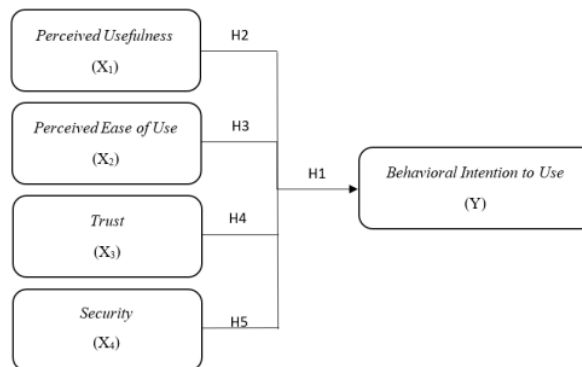 Perceived Usefulness
(X₁)
H2
Perceived Ease of Use
(X₂)
H3
Trust
(X₃)
H4
Security
(X₄)
H5
H1
Behavioral Intention to Use
(Y)